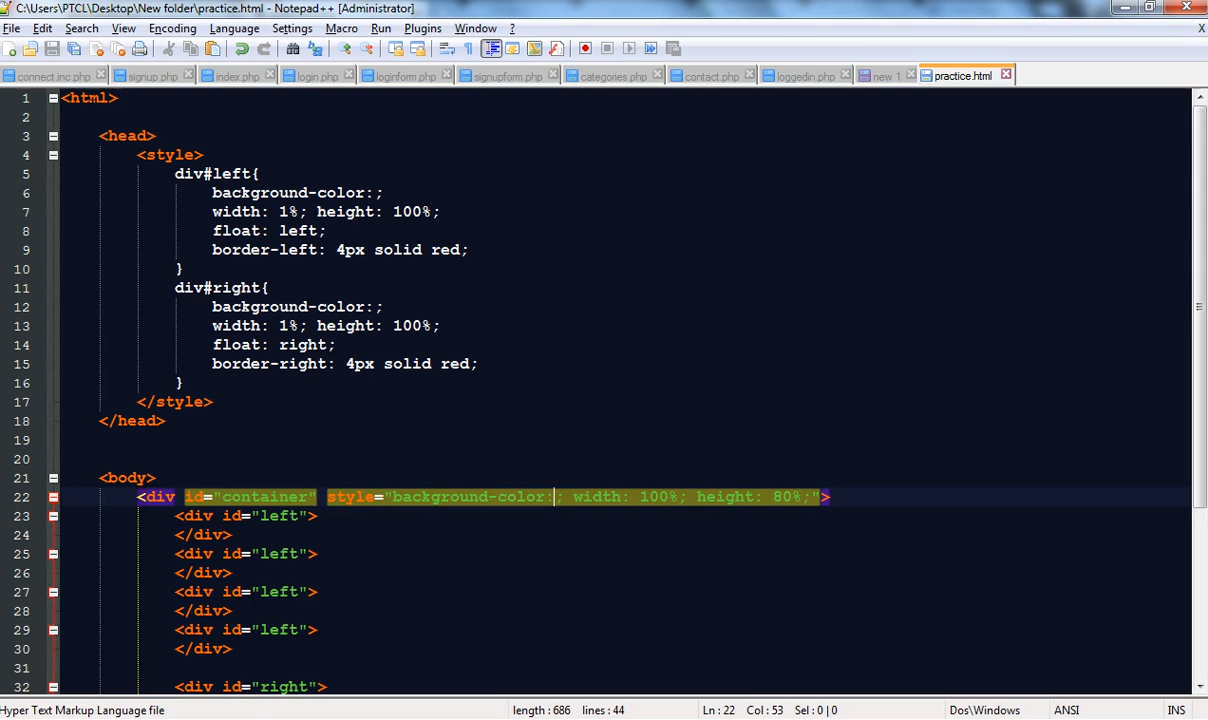 C:\Users\PTCL\Desktop\New folder\practice.html - Notepad++ [Administrator]
File Edit Search View Encoding Language Settings Macro Run Plugins Window ? X
connect.inc.php signup.php index.php login.php loginform.php signupform.php categories.php contact.php loggedin.php new 1 practice.html
1 <html>
2
3 <head>
4 <style>
5 div#left{
6 background-color:;
7 width: 1%; height: 100%;
8 float: left;
9 border-left: 4px solid red;
10 }
11 div#right{
12 background-color:;
13 width: 1%; height: 100%;
14 float: right;
15 border-right: 4px solid red;
16 }
17 </style>
18 </head>
19
20
21 <body>
22 <div id="container" style="background-color:; width: 100%; height: 80%;">
23 <div id="left">
24 </div>
25 <div id="left">
26 </div>
27 <div id="left">
28 </div>
29 <div id="left">
30 </div>
31
32 <div id="right">
Hyper Text Markup Language file length : 686 lines : 44 Ln : 22 Col : 53 Sel : 0 | 0 Dos\Windows ANSI INS